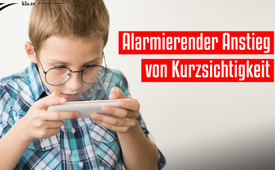 kla.tv
Alarmierender Anstieg
von Kurzsichtigkeit